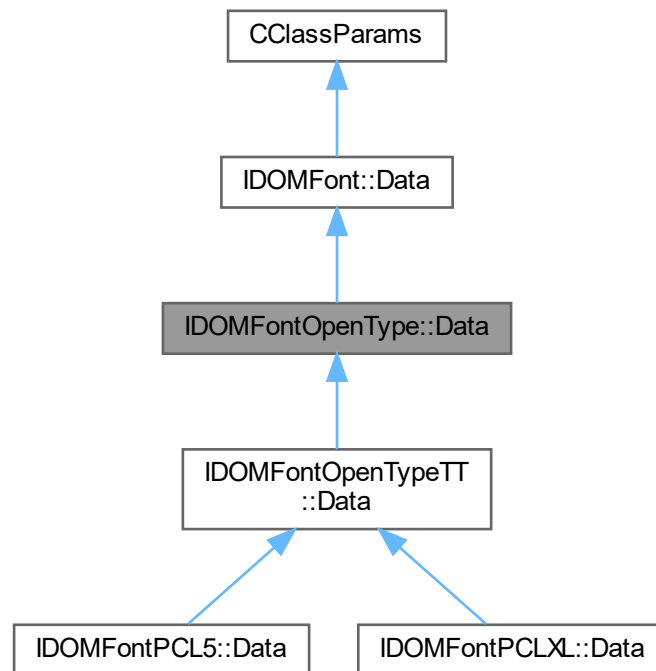 CClassParams
IDOMFont::Data
IDOMFontOpenType::Data
IDOMFontOpenTypeTT
::Data
IDOMFontPCL5::Data
IDOMFontPCLXL::Data